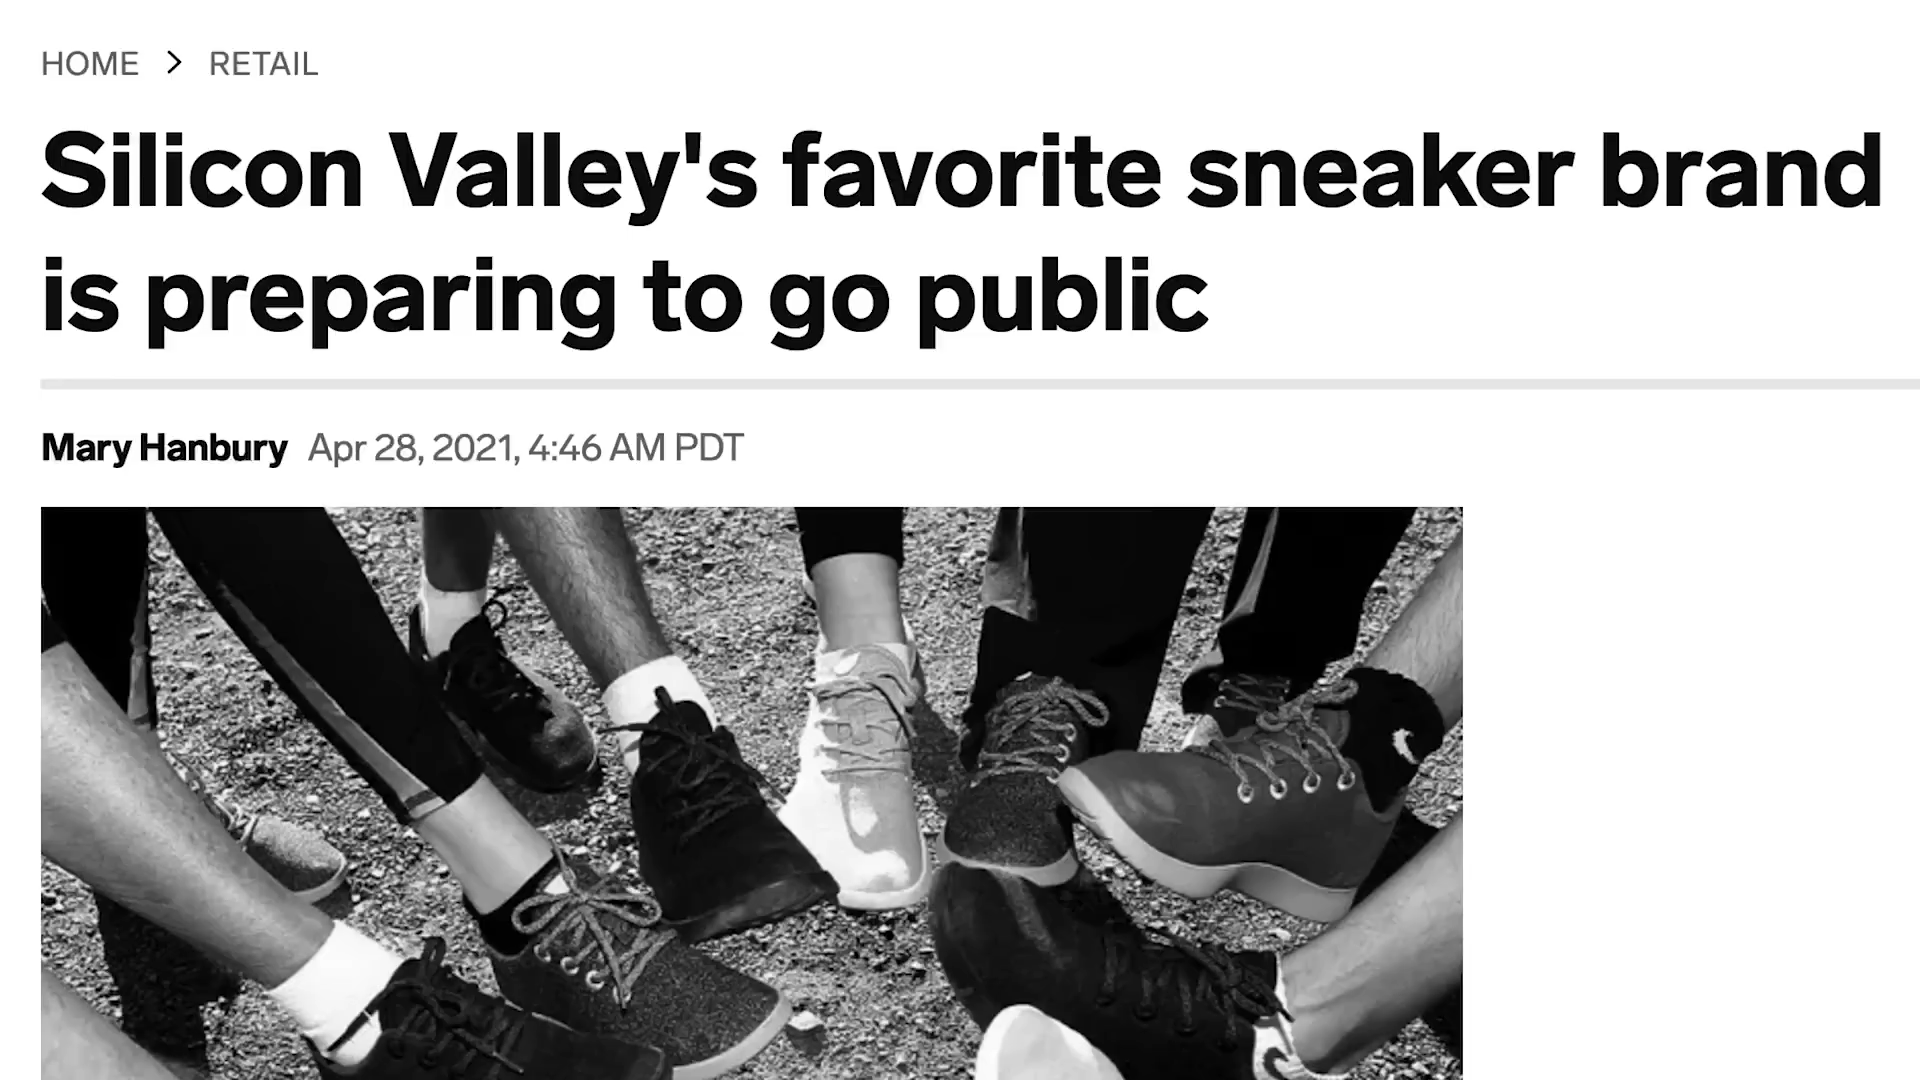 HOME > RETAIL
Silicon Valley's favorite sneaker brand
is preparing to go public
Mary Hanbury Apr 28, 2021, 4:46 AM PDT